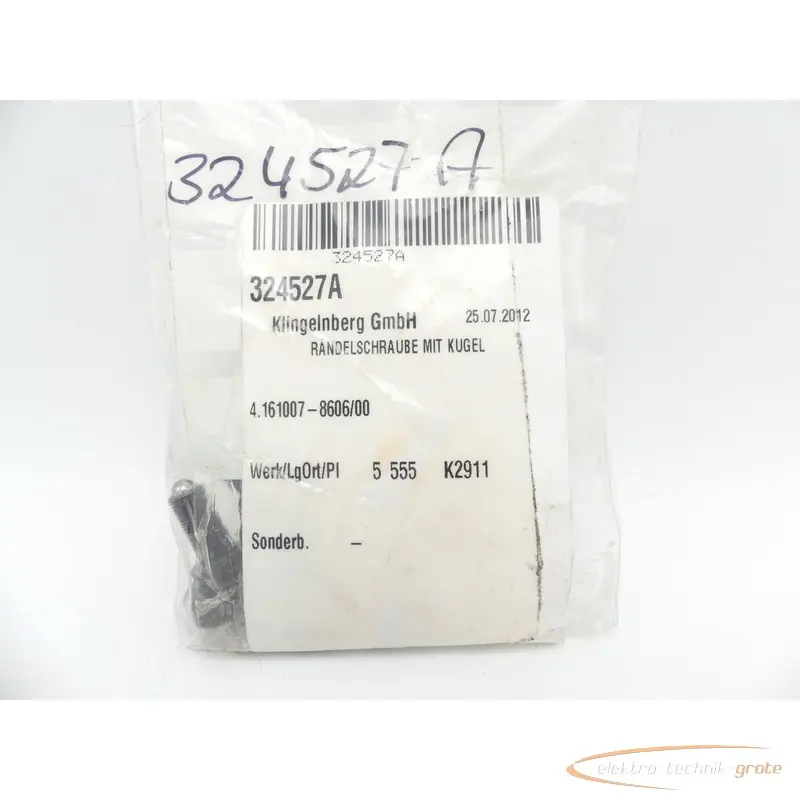 324527-A
324527A
324527A
Klingelnberg GmbH 25.07.2012
RÄNDELSCHRAUBE MIT KUGEL
4.161007-8606/00
Werk/LgOrt/Pl 5 555 K2911
Sonderb. -
elektro-technik-grote